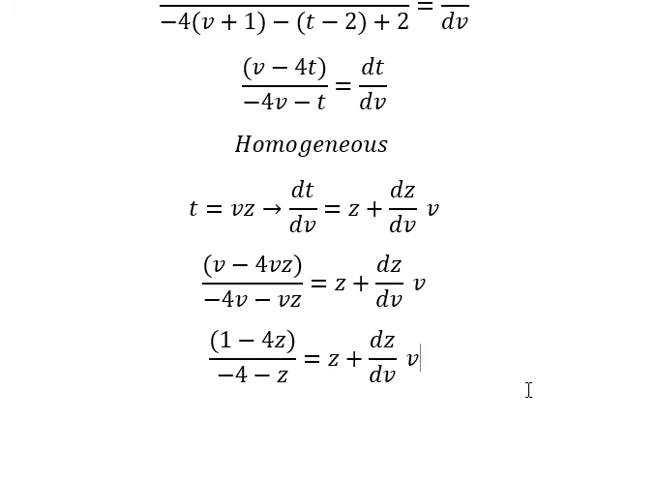 -4(v + 1) - (t - 2) + 2 = dv
(v - 4t) / -4v - t = dt / dv
Homogeneous
t = vz → dt / dv = z + dz / dv v
(v - 4vz) / -4v - vz = z + dz / dv v
(1 - 4z) / -4 - z = z + dz / dv v